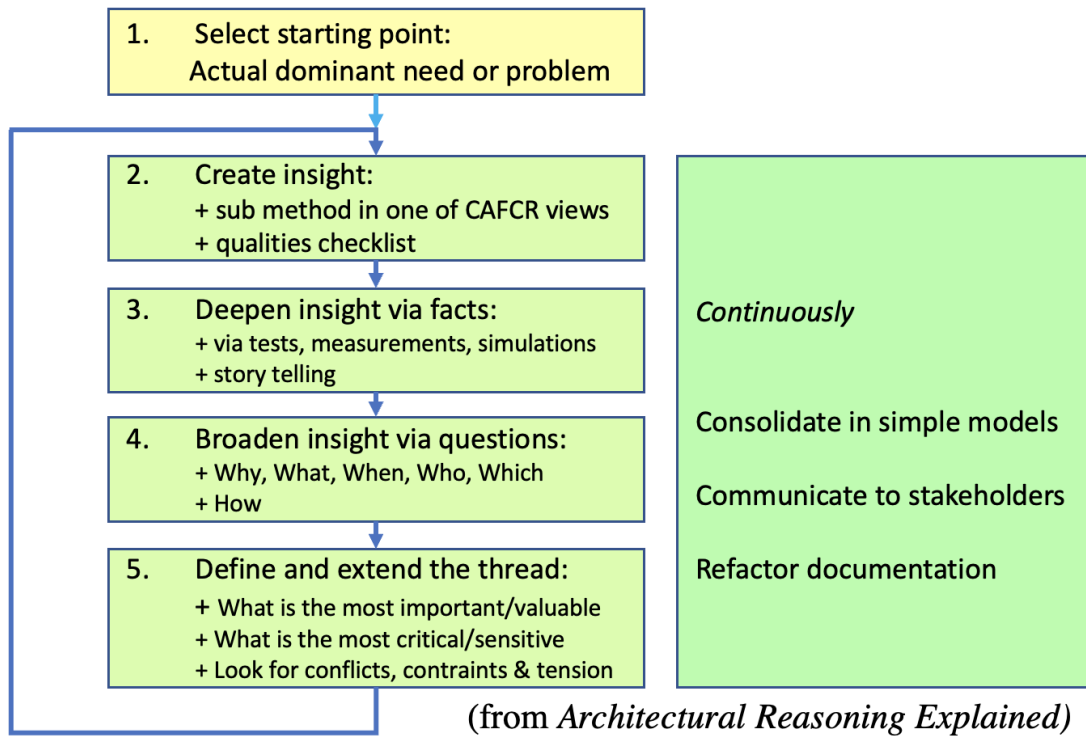 1. Select starting point:
Actual dominant need or problem
2. Create insight:
+ sub method in one of CAFCR views
+ qualities checklist
3. Deepen insight via facts:
+ via tests, measurements, simulations
+ story telling
4. Broaden insight via questions:
+ Why, What, When, Who, Which
+ How
5. Define and extend the thread:
+ What is the most important/valuable
+ What is the most critical/sensitive
+ Look for conflicts, contraints & tension
Continuously
Consolidate in simple models
Communicate to stakeholders
Refactor documentation
(from Architectural Reasoning Explained)